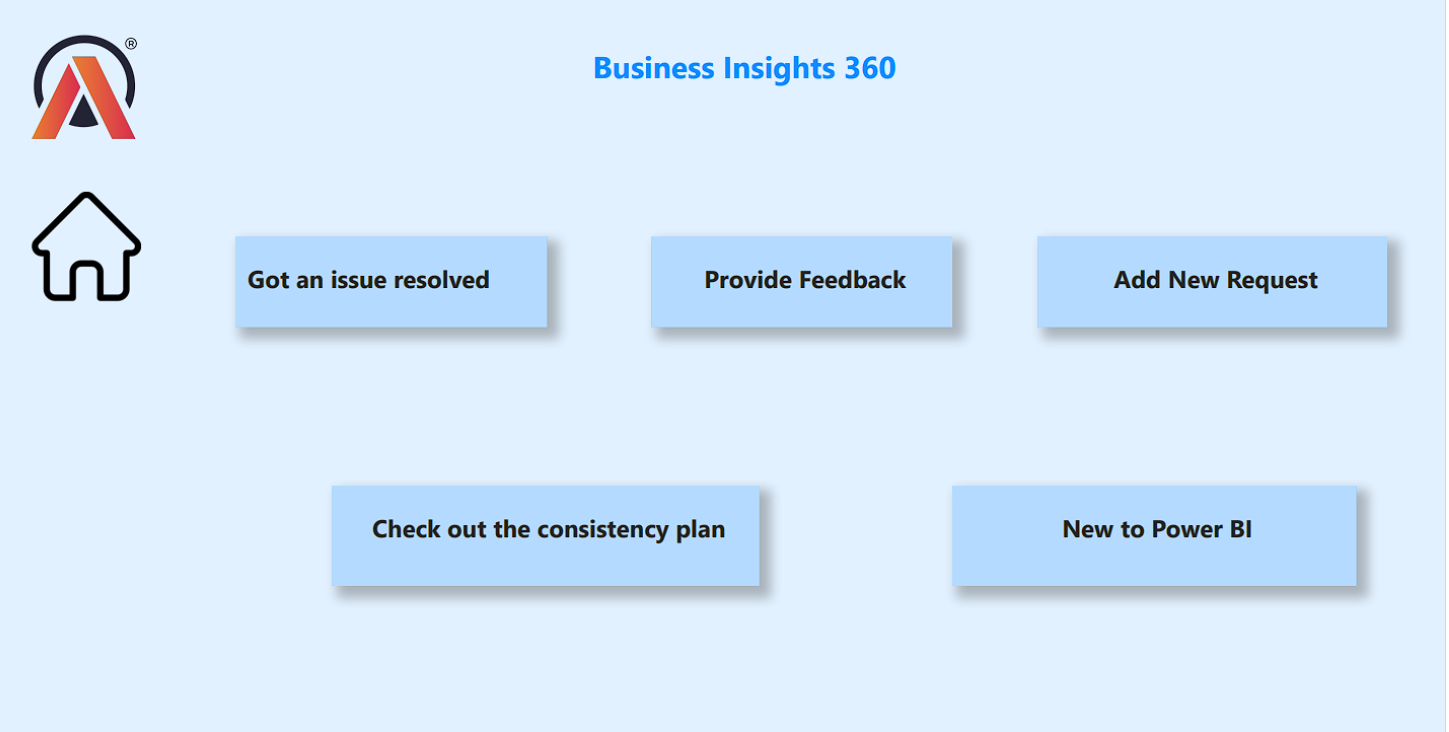 ®
Business Insights 360
Got an issue resolved
Provide Feedback
Add New Request
Check out the consistency plan
New to Power BI